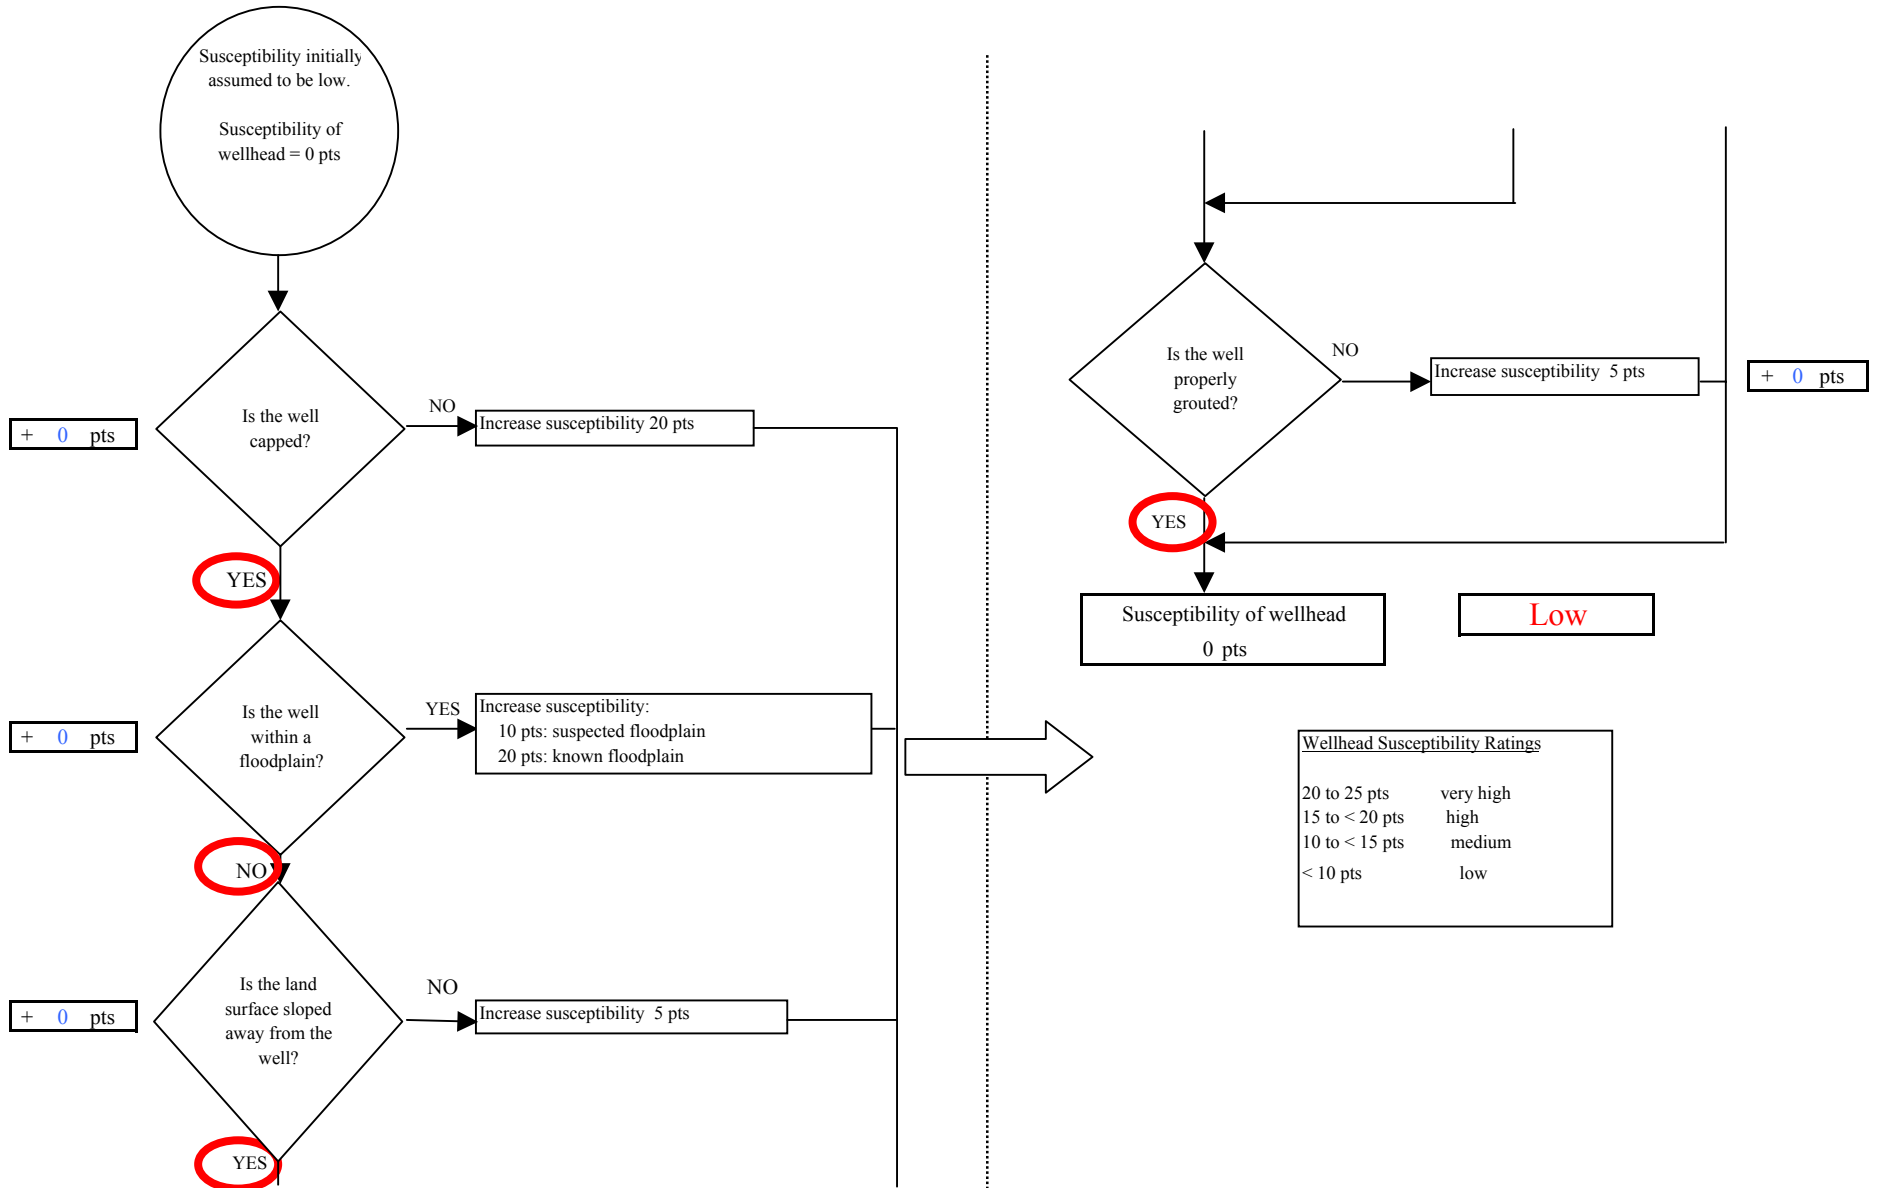 Susceptibility initially
assumed to be low.
Susceptibility of
wellhead = 0 pts
Is the well
capped?
NO
Increase susceptibility 20 pts
+ 0 pts
YES
Is the well
within a
floodplain?
YES
Increase susceptibility:
10 pts: suspected floodplain
20 pts: known floodplain
+ 0 pts
NO
Is the land
surface sloped
away from the
well?
NO
Increase susceptibility 5 pts
+ 0 pts
YES
Is the well
properly
grouted?
NO
Increase susceptibility 5 pts
+ 0 pts
YES
Susceptibility of wellhead
0 pts
Low
Wellhead Susceptibility Ratings
20 to 25 pts very high
15 to < 20 pts high
10 to < 15 pts medium
< 10 pts low